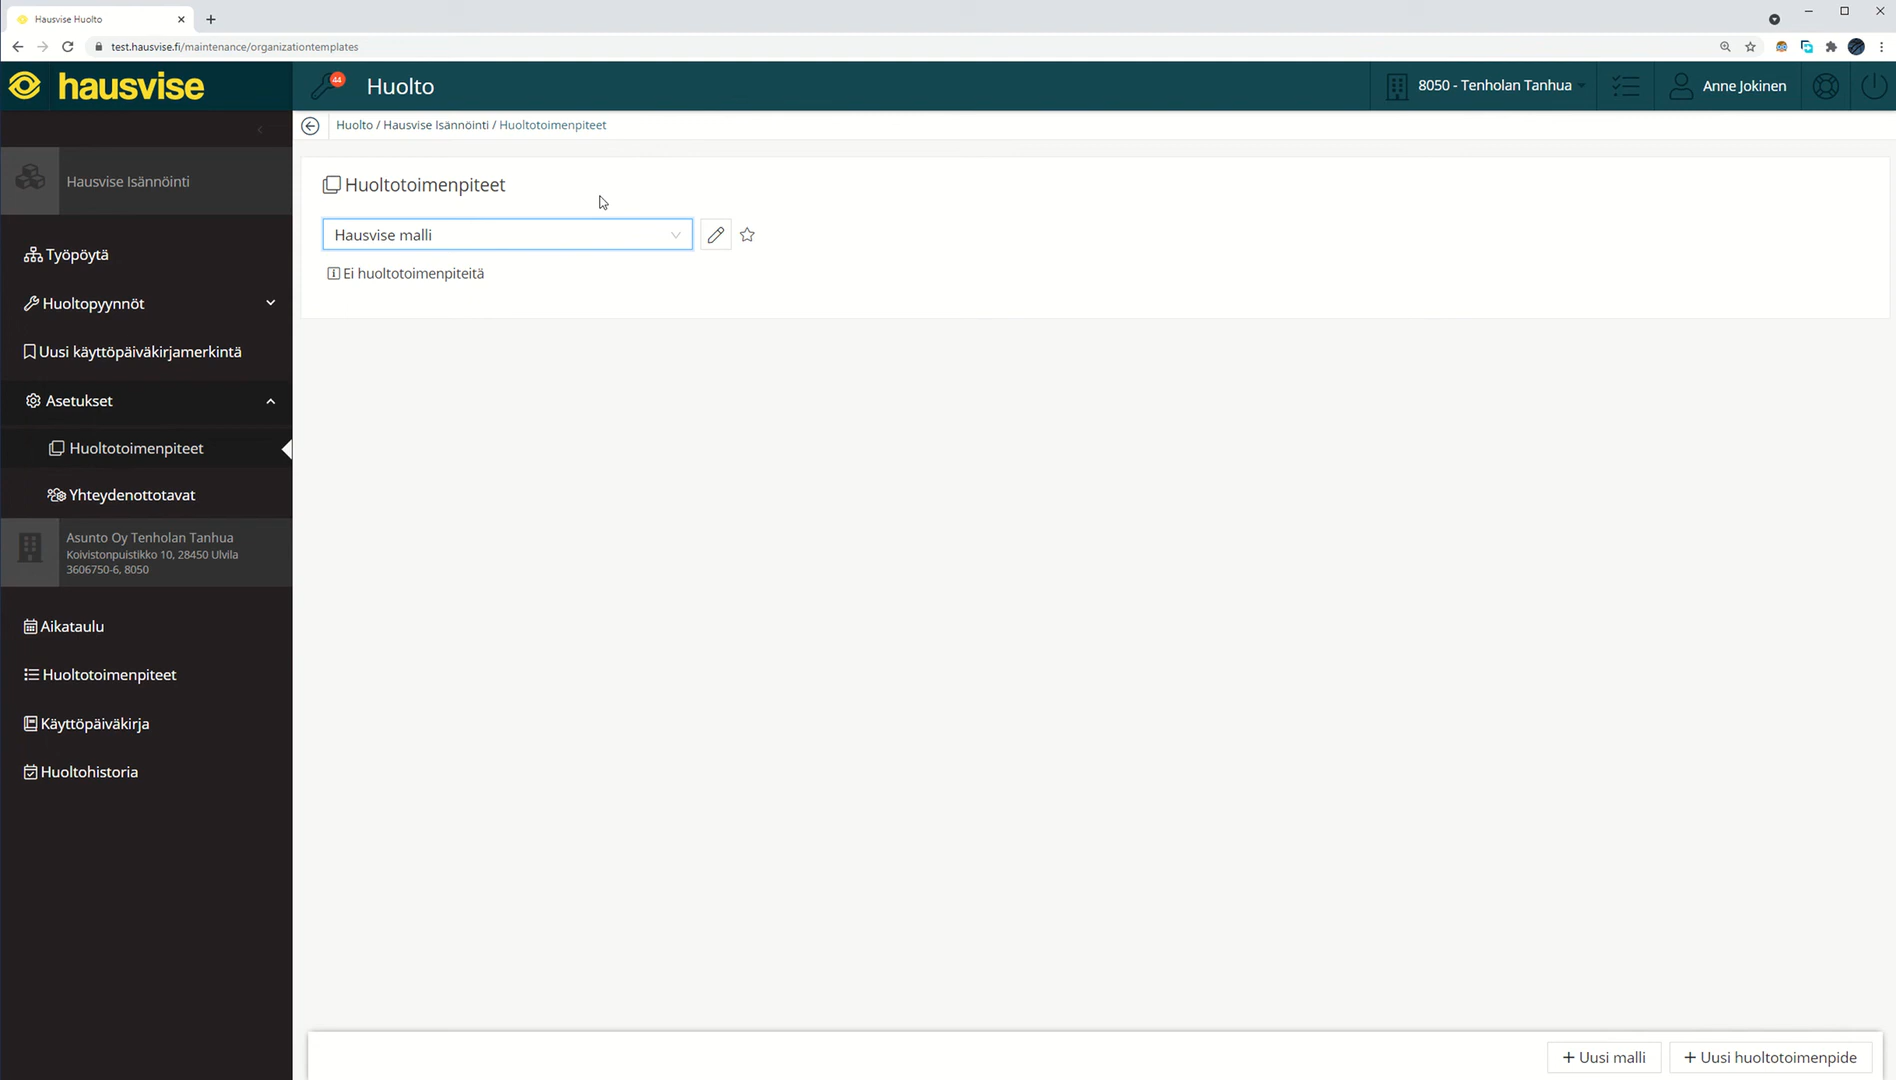 Hausvise Huolto
test.hausvise.fi/maintenance/organizationtemplates
hausvise
44
Huolto
8050 - Tenholan Tanhua
Anne Jokinen
Huolto / Hausvise Isännöinti / Huoltotoimenpiteet
Hausvise Isännöinti
Huoltotoimenpiteet
Hausvise malli
Ei huoltotoimenpiteitä
Työpöytä
Huoltopyynnöt
Uusi käyttöpäiväkirjamerkintä
Asetukset
Huoltotoimenpiteet
Yhteydenottotavat
Asunto Oy Tenholan Tanhua
Koivistonpuistikko 10, 28450 Ulvila
3606750-6, 8050
Aikataulu
Huoltotoimenpiteet
Käyttöpäiväkirja
Huoltohistoria
+ Uusi malli
+ Uusi huoltotoimenpide